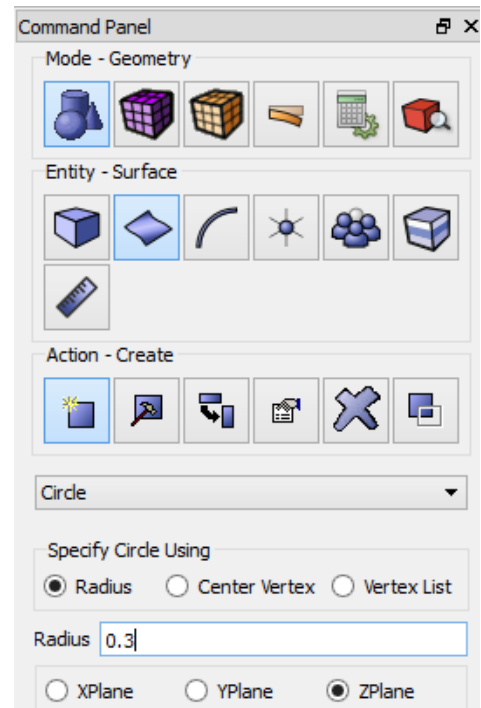 Command Panel
Mode - Geometry
Entity - Surface
Action - Create
Circle
Specify Circle Using
Radius Center Vertex Vertex List
Radius 0.3
XPlane YPlane ZPlane